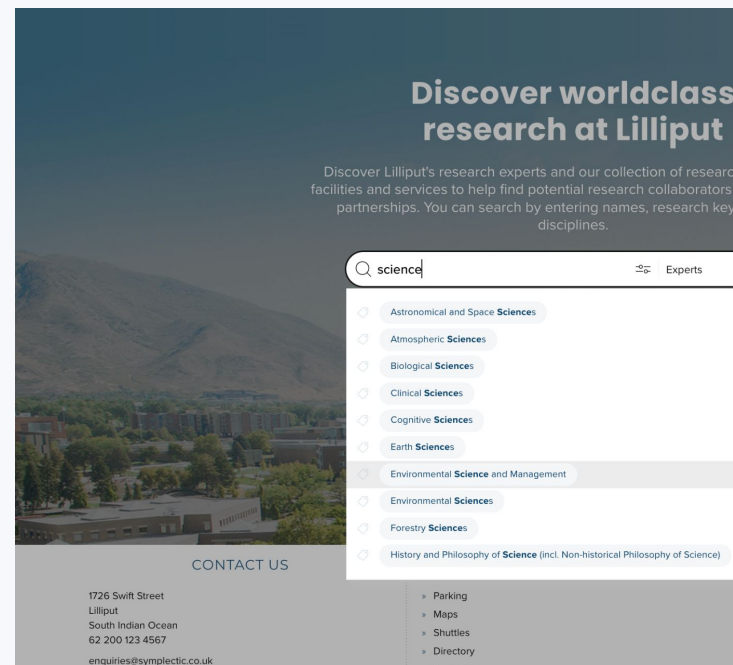 Discover worldclass
research at Lilliput
Discover Lilliput's research experts and our collection of research
facilities and services to help find potential research collaborators
partnerships. You can search by entering names, research key
disciplines.
science
Experts
Astronomical and Space Sciences
Atmospheric Sciences
Biological Sciences
Clinical Sciences
Cognitive Sciences
Earth Sciences
Environmental Science and Management
Environmental Sciences
Forestry Sciences
History and Philosophy of Science (incl. Non-historical Philosophy of Science)
CONTACT US
1726 Swift Street
Lilliput
South Indian Ocean
62 200 123 4567
enquiries@symplectic.co.uk
» Parking
» Maps
» Shuttles
» Directory